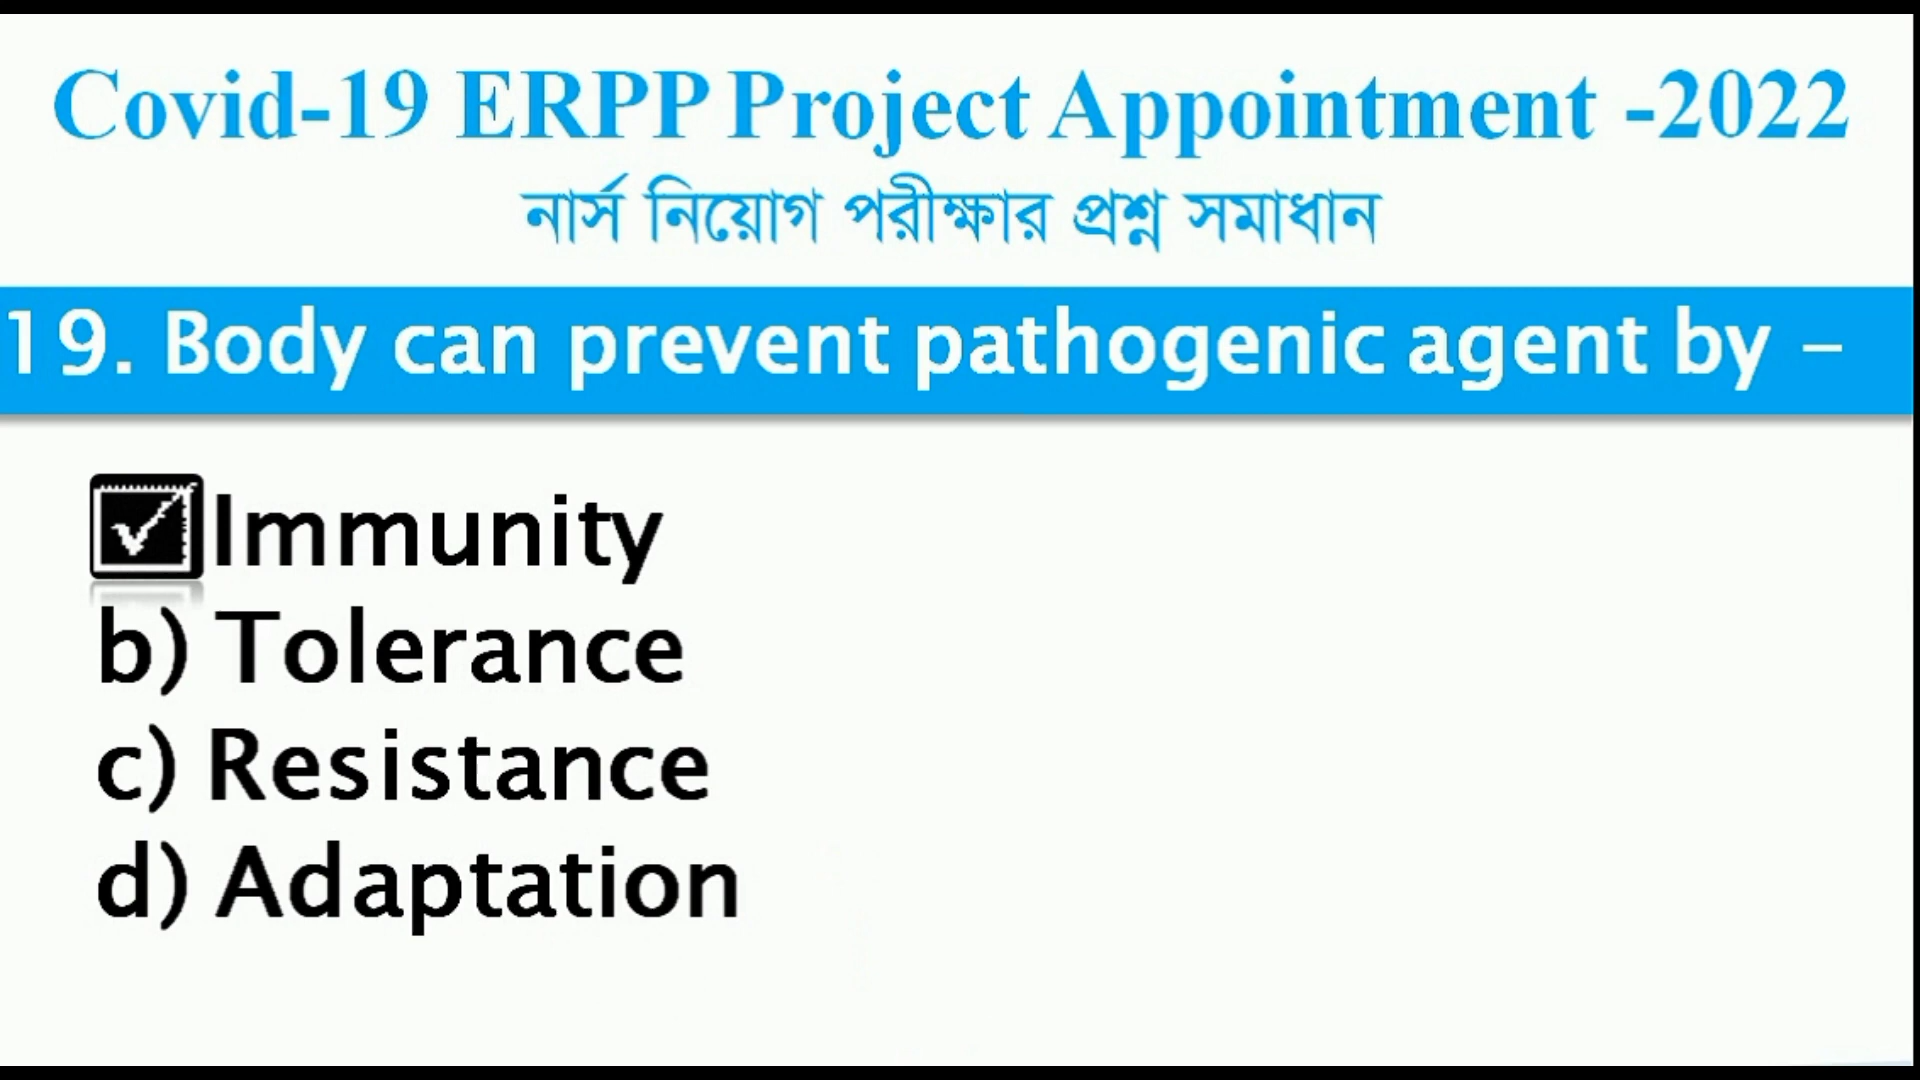 Covid-19 ERPP Project Appointment -2022
নার্স নিয়োগ পরীক্ষার প্রশ্ন সমাধান
19. Body can prevent pathogenic agent by –
Immunity
b) Tolerance
c) Resistance
d) Adaptation